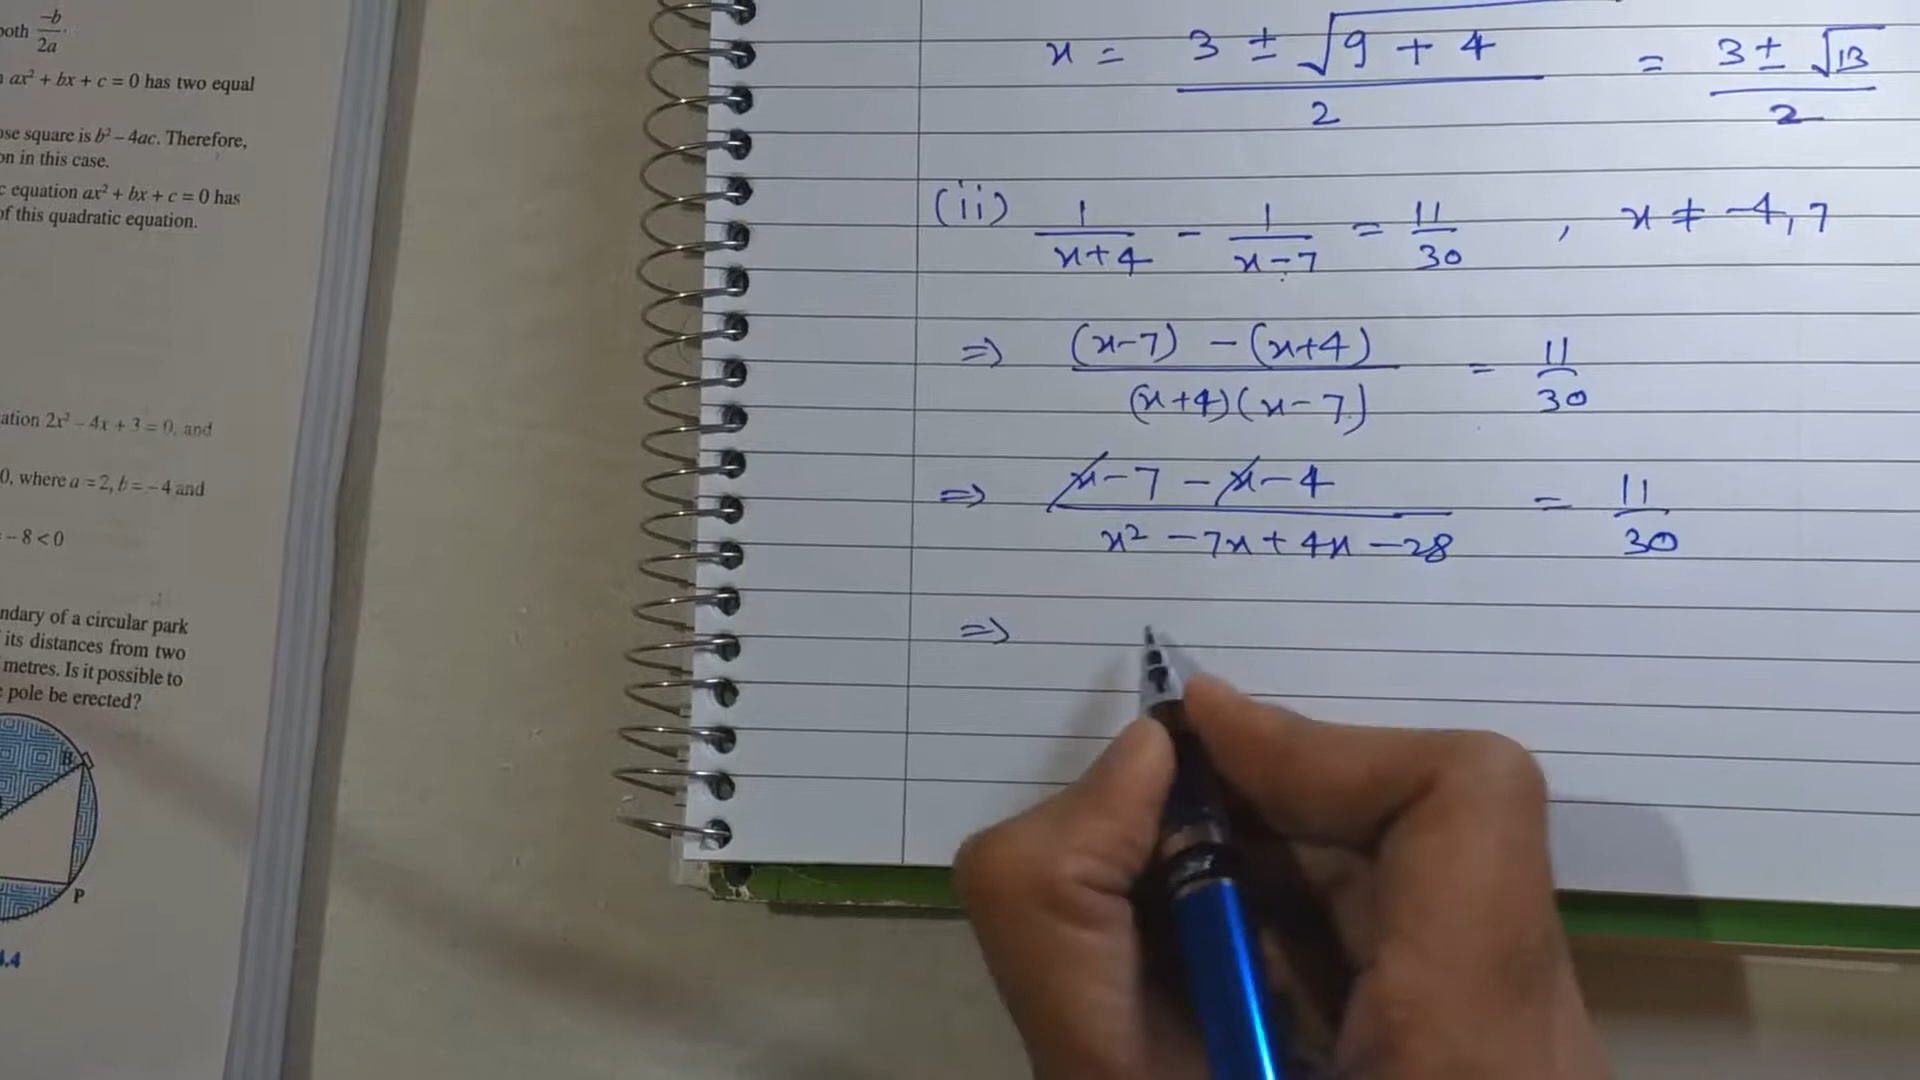 both -b/2a.
ax² + bx + c = 0 has two equal
ose square is b² – 4ac. Therefore,
on in this case.
c equation ax² + bx + c = 0 has
of this quadratic equation.
ation 2x² – 4x + 3 = 0, and
0, where a = 2, b = – 4 and
– 8 < 0
ndary of a circular park
its distances from two
metres. Is it possible to
pole be erected?
B
P
4.4
x = (3 ± √(9 + 4))/2 = (3 ± √13)/2
(ii) 1/(x+4) - 1/(x-7) = 11/30 , x ≠ -4, 7
⇒ ((x-7) - (x+4))/((x+4)(x-7)) = 11/30
⇒ (x-7 - x-4)/(x² - 7x + 4x - 28) = 11/30
⇒